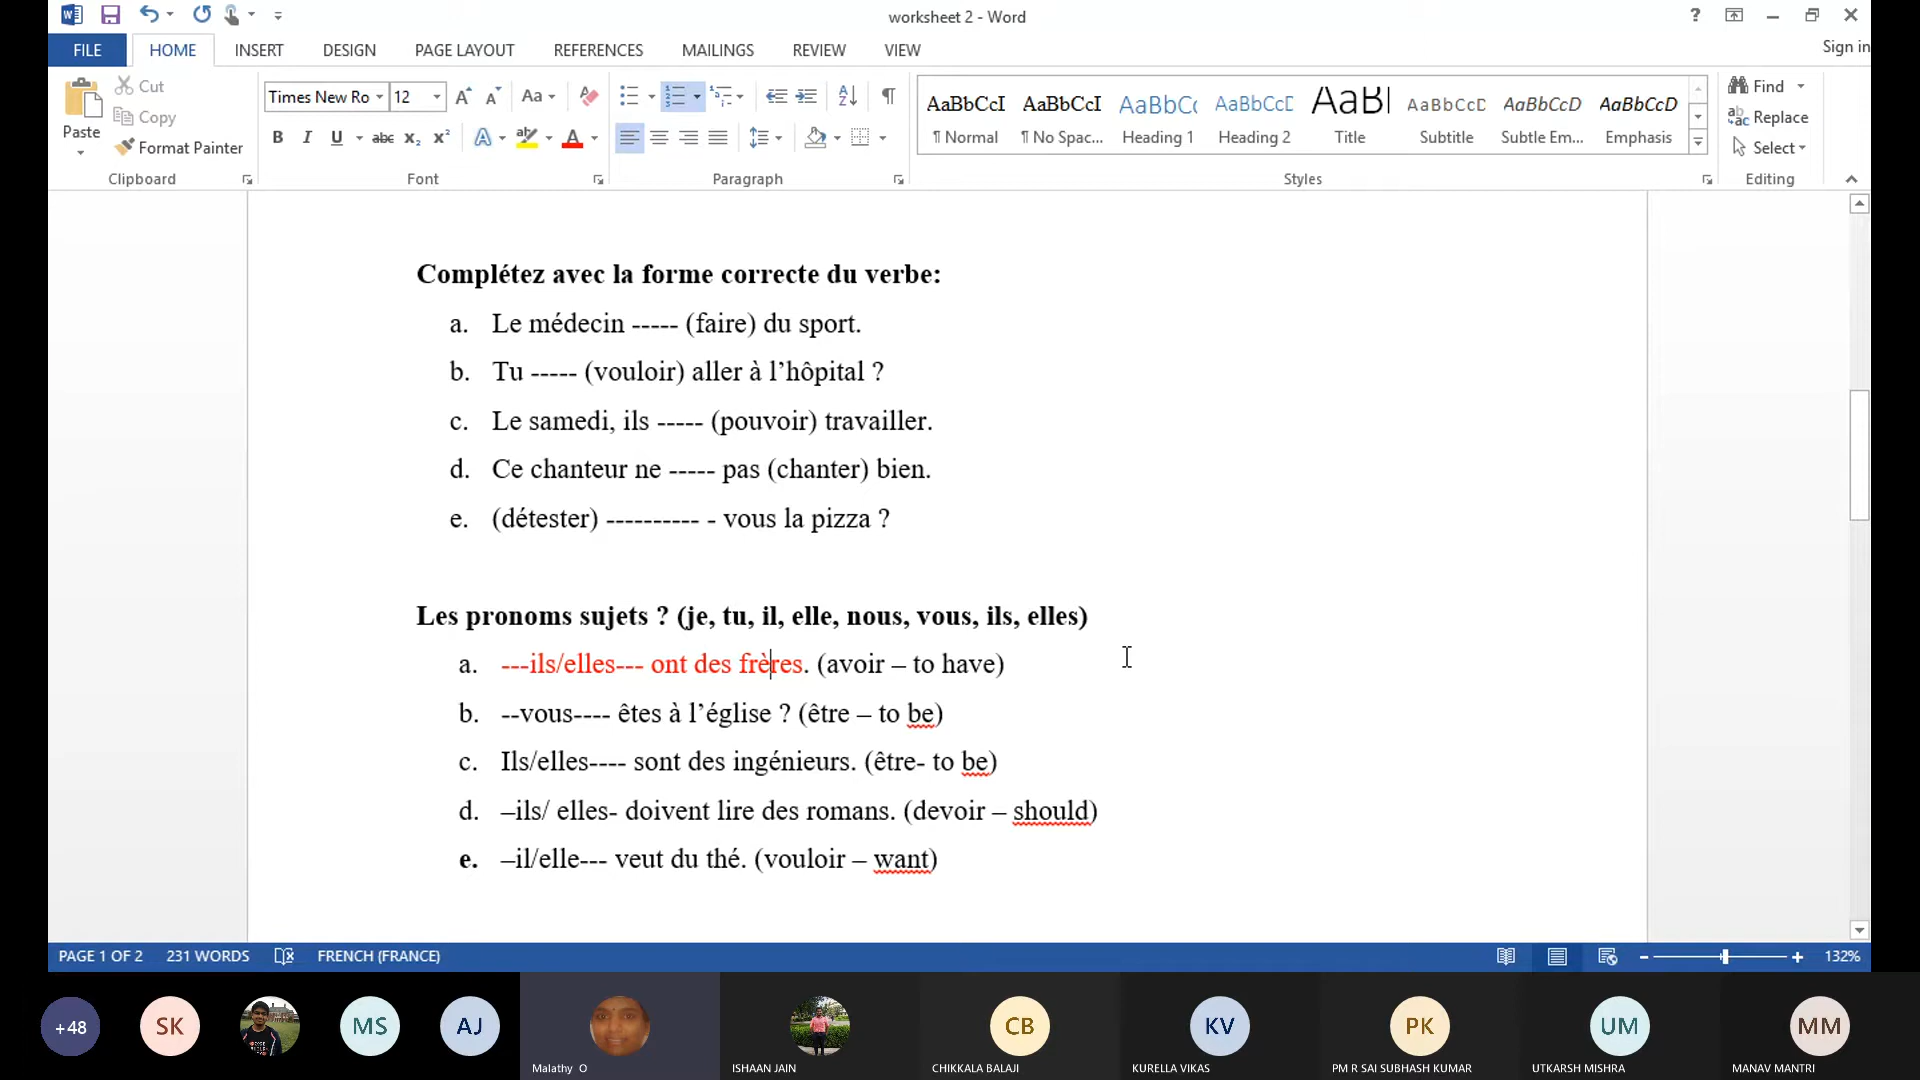 worksheet 2 - Word
? 
Sign in
FILE HOME INSERT DESIGN PAGE LAYOUT REFERENCES MAILINGS REVIEW VIEW
Paste
Cut
Copy
Format Painter
Clipboard
Times New Ro 12
Aa
B I U abc x₂ x²
Font
Paragraph
AaBbCcI AaBbCcI AaBbCc AaBbCcD AaBl AaBbCcD AaBbCcD AaBbCcD
¶ Normal ¶ No Spac... Heading 1 Heading 2 Title Subtitle Subtle Em... Emphasis
Styles
Find
Replace
Select
Editing
Complétez avec la forme correcte du verbe:
a. Le médecin ----- (faire) du sport.
b. Tu ----- (vouloir) aller à l’hôpital ?
c. Le samedi, ils ----- (pouvoir) travailler.
d. Ce chanteur ne ----- pas (chanter) bien.
e. (détester) ---------- - vous la pizza ?
Les pronoms sujets ? (je, tu, il, elle, nous, vous, ils, elles)
a. ---ils/elles--- ont des frères. (avoir – to have)
b. --vous---- êtes à l’église ? (être – to be)
c. Ils/elles---- sont des ingénieurs. (être- to be)
d. –ils/ elles- doivent lire des romans. (devoir – should)
e. –il/elle--- veut du thé. (vouloir – want)
PAGE 1 OF 2 231 WORDS FRENCH (FRANCE) 132%
+48 SK MS AJ CB KV PK UM MM
Malathy O ISHAAN JAIN CHIKKALA BALAJI KURELLA VIKAS PM R SAI SUBHASH KUMAR UTKARSH MISHRA MANAV MANTRI